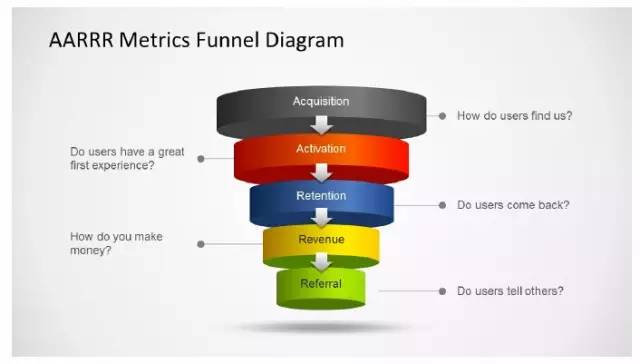 AARRR Metrics Funnel Diagram
Acquisition
How do users find us?
Activation
Do users have a great
first experience?
Retention
Do users come back?
Revenue
How do you make
money?
Referral
Do users tell others?